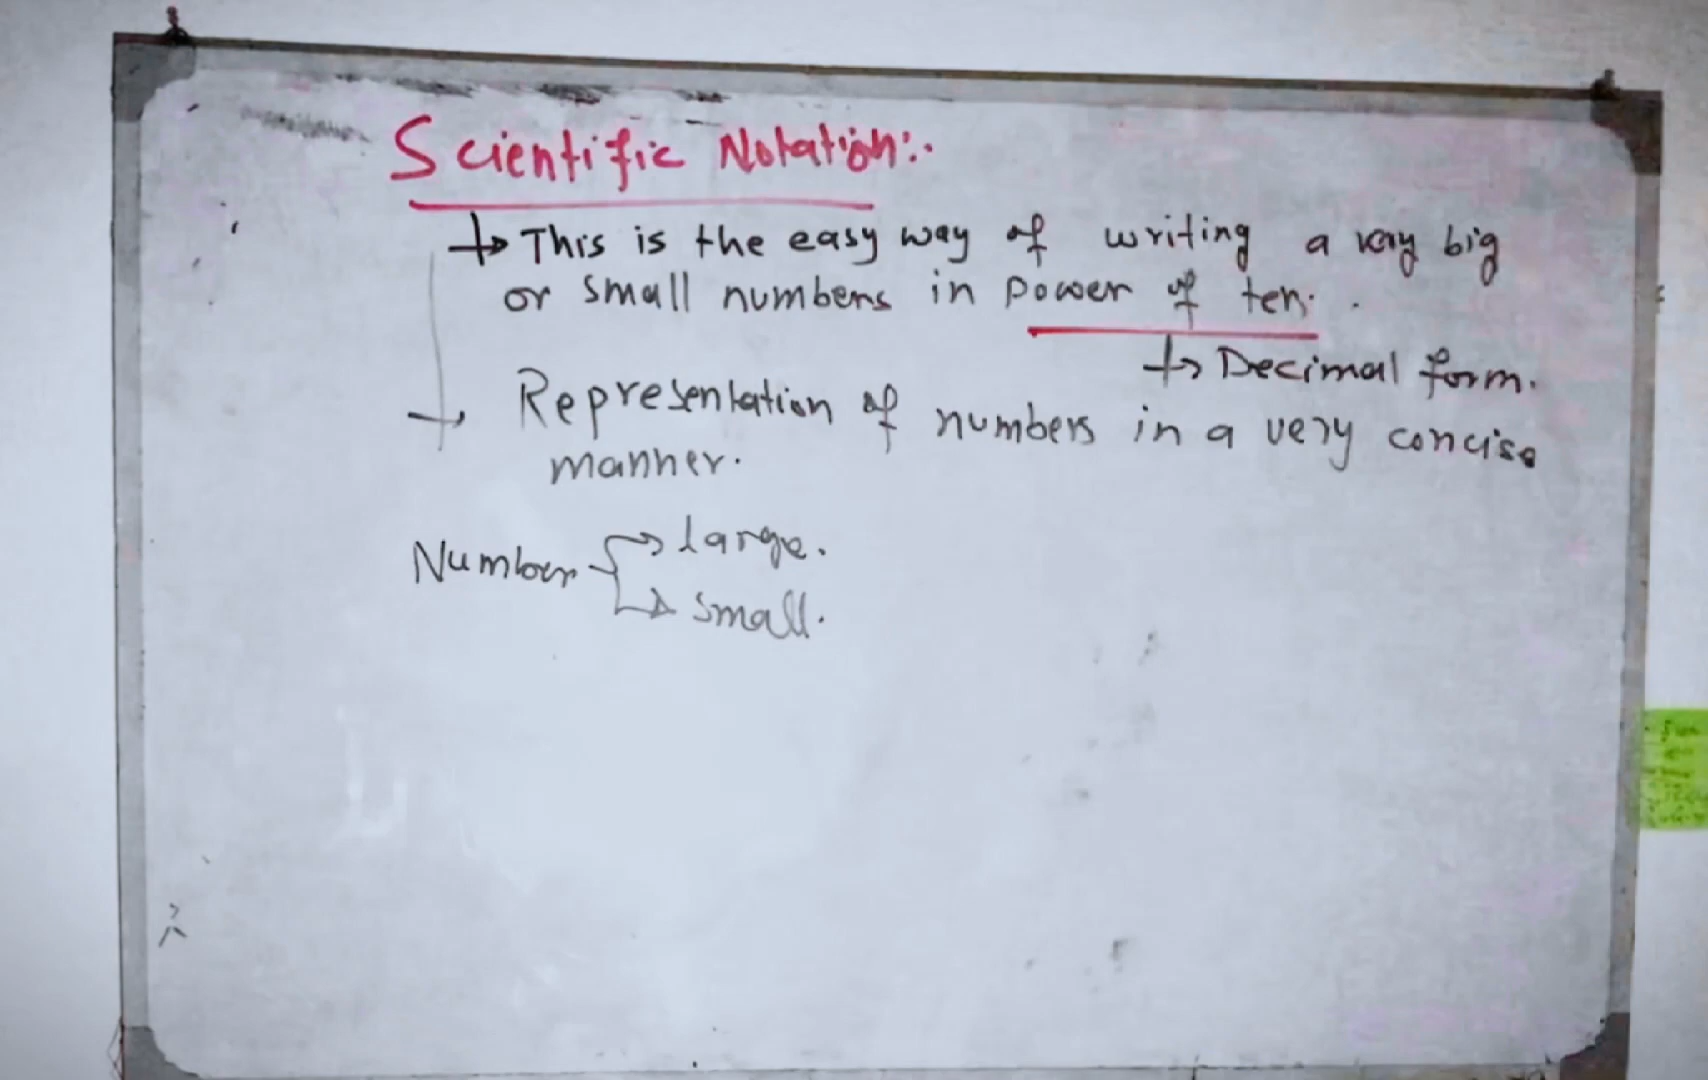 Scientific Notation:-
→ This is the easy way of writing a very big
or small numbers in power of ten.
→ Decimal form.
→ Representation of numbers in a very concise
manner.
Number → large.
→ small.